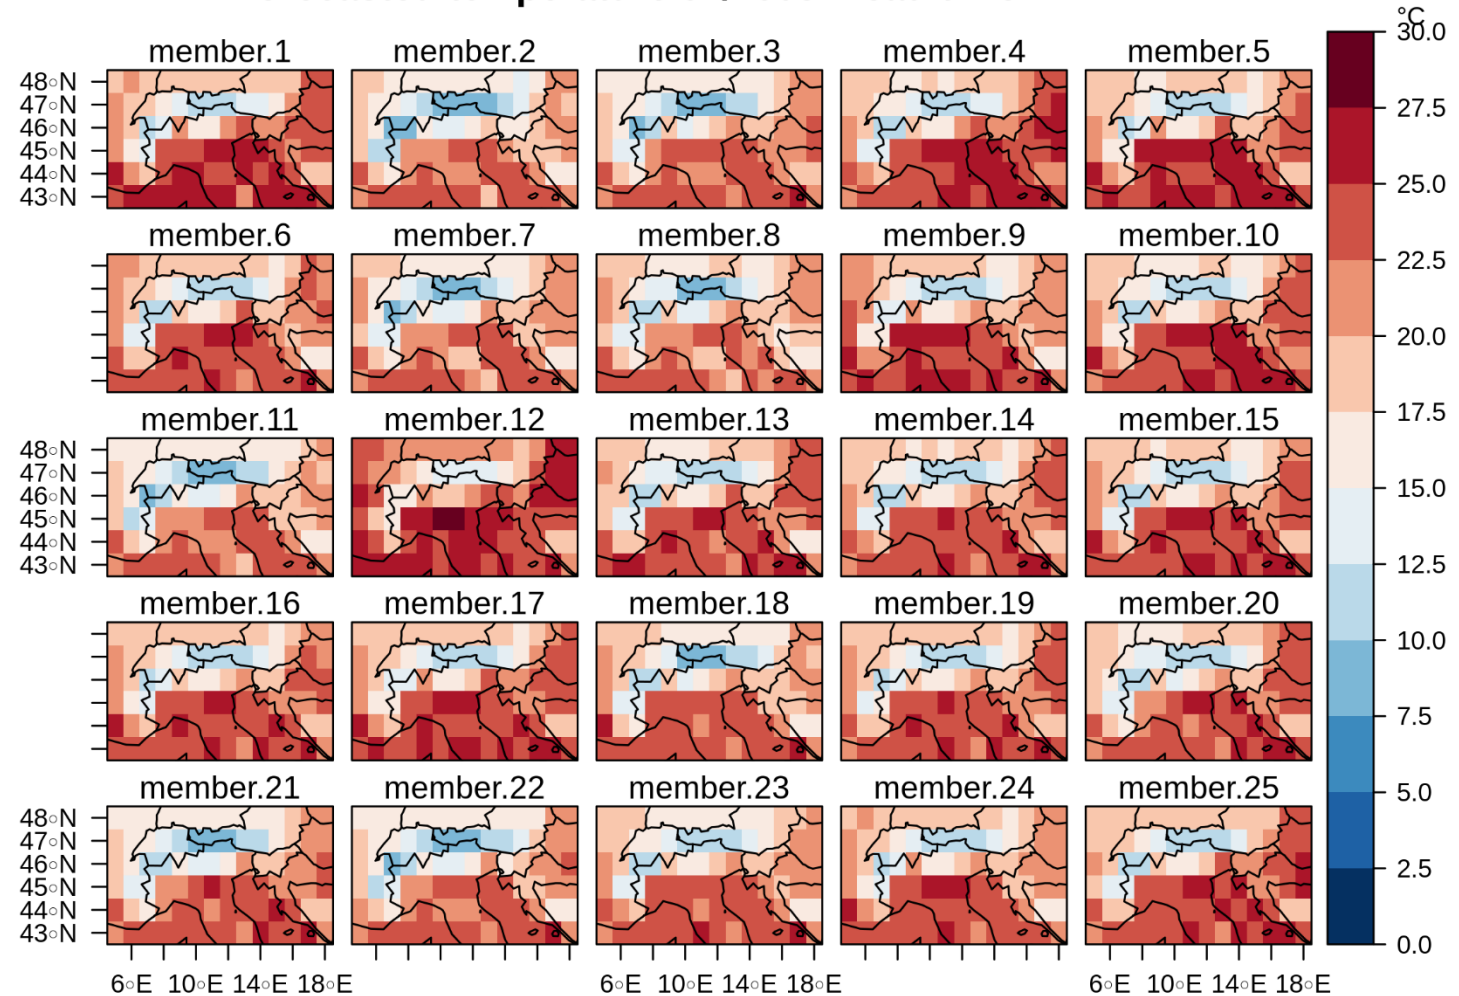 °C
member.1 member.2 member.3 member.4 member.5
30.0
48°N
47°N
46°N
45°N
44°N
43°N
27.5
25.0
member.6 member.7 member.8 member.9 member.10
22.5
20.0
member.11 member.12 member.13 member.14 member.15
17.5
48°N
47°N
46°N
45°N
44°N
43°N
15.0
12.5
member.16 member.17 member.18 member.19 member.20
10.0
7.5
member.21 member.22 member.23 member.24 member.25
5.0
48°N
47°N
46°N
45°N
44°N
43°N
2.5
0.0
6°E 10°E 14°E 18°E 6°E 10°E 14°E 18°E 6°E 10°E 14°E 18°E